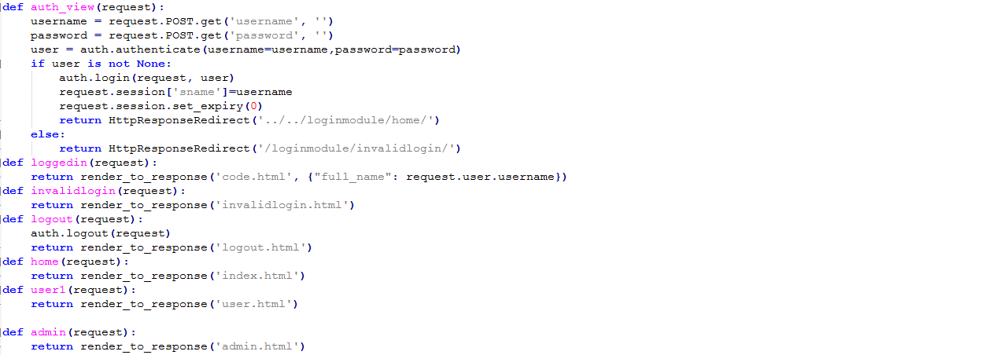 def auth_view(request):
    username = request.POST.get('username', '')
    password = request.POST.get('password', '')
    user = auth.authenticate(username=username,password=password)
    if user is not None:
        auth.login(request, user)
        request.session['sname']=username
        request.session.set_expiry(0)
        return HttpResponseRedirect('../../loginmodule/home/')
    else:
        return HttpResponseRedirect('/loginmodule/invalidlogin/')
def loggedin(request):
    return render_to_response('code.html', {"full_name": request.user.username})
def invalidlogin(request):
    return render_to_response('invalidlogin.html')
def logout(request):
    auth.logout(request)
    return render_to_response('logout.html')
def home(request):
    return render_to_response('index.html')
def user1(request):
    return render_to_response('user.html')
def admin(request):
    return render_to_response('admin.html')